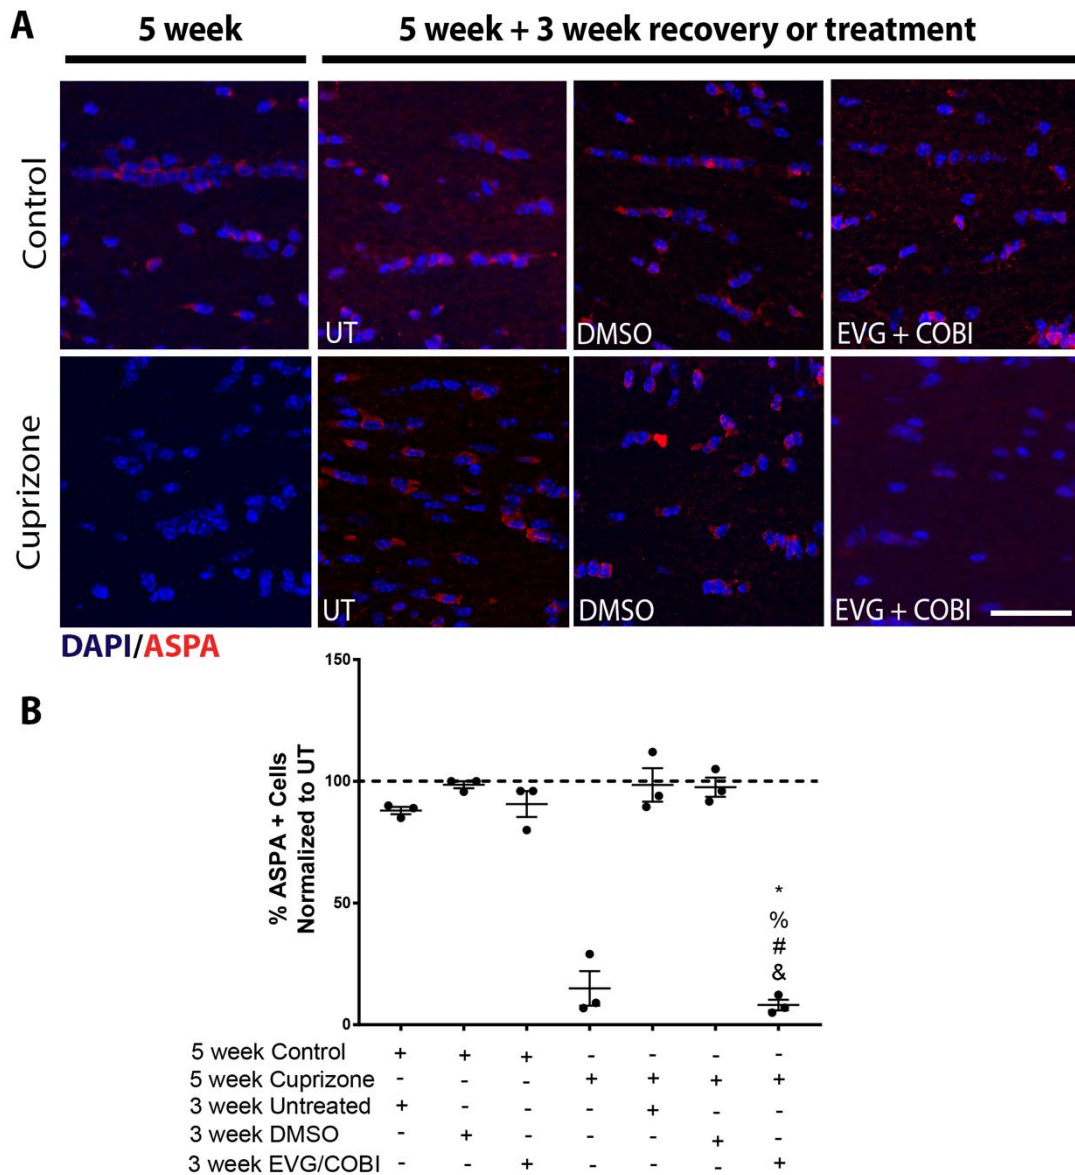 A
5 week
5 week + 3 week recovery or treatment
Control
UT
DMSO
EVG + COBI
Cuprizone
UT
DMSO
EVG + COBI
DAPI/ASPA
B
% ASPA + Cells
Normalized to UT
150
100
50
0
*
%
#
&
5 week Control + + + - - - -
5 week Cuprizone - - - + + + +
3 week Untreated + - - - + - -
3 week DMSO - + - - - + -
3 week EVG/COBI - - + - - - +